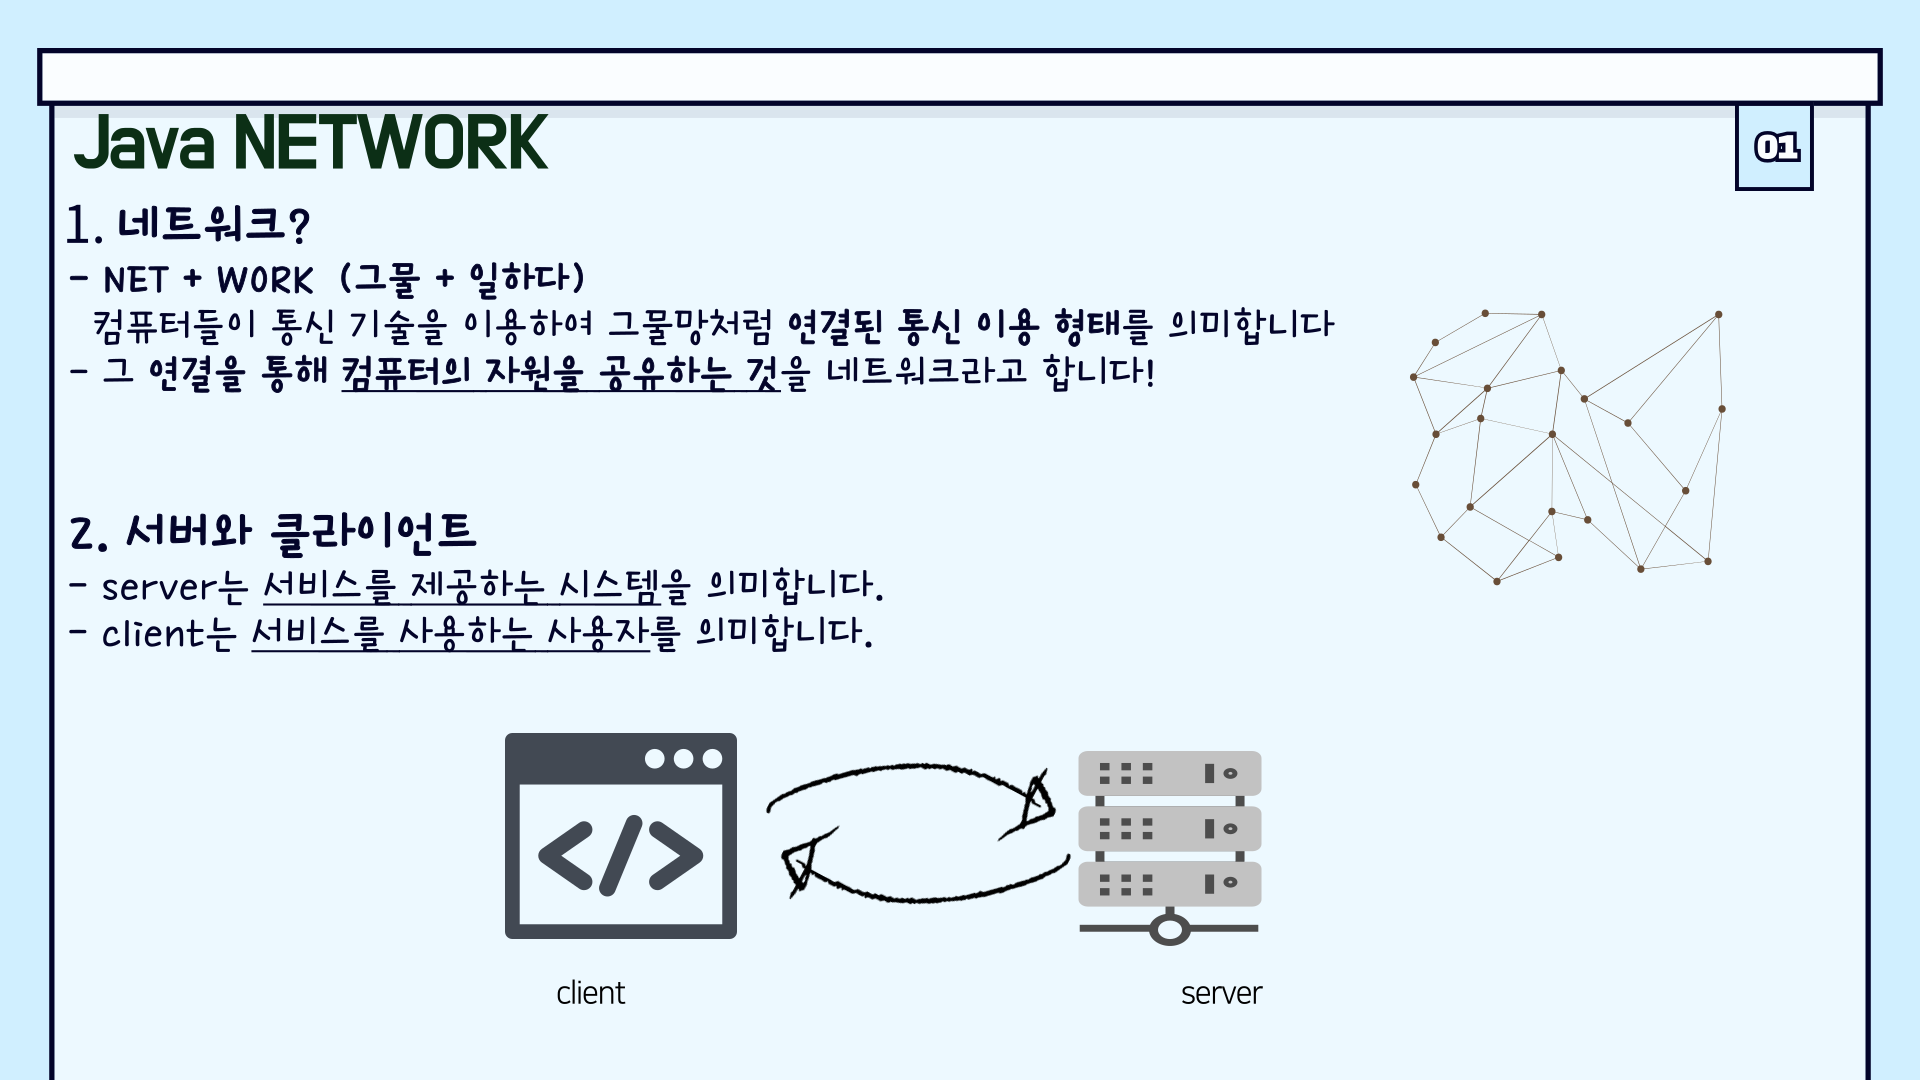 Java NETWORK
01
1. 네트워크?
- NET + WORK (그물 + 일하다)
컴퓨터들이 통신 기술을 이용하여 그물망처럼 연결된 통신 이용 형태를 의미합니다
- 그 연결을 통해 컴퓨터의 자원을 공유하는 것을 네트워크라고 합니다!
2. 서버와 클라이언트
- server는 서비스를 제공하는 시스템을 의미합니다.
- client는 서비스를 사용하는 사용자를 의미합니다.
</>
client
server